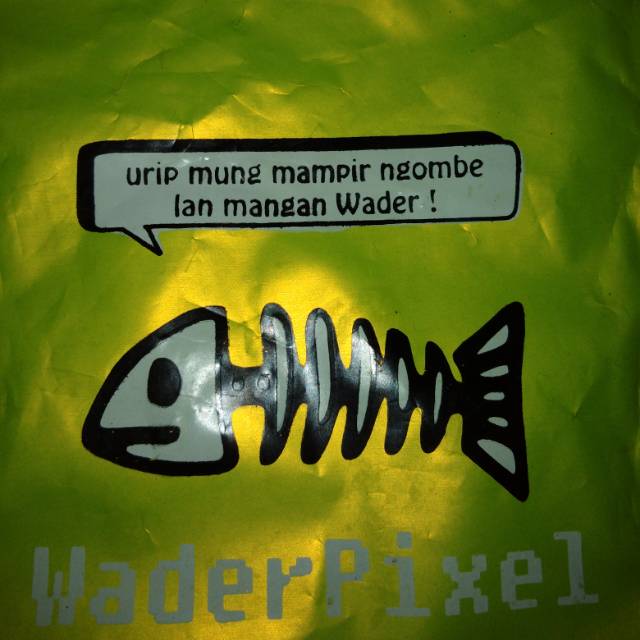 urip mung mampir ngombe
lan mangan Wader !
WaderPixel